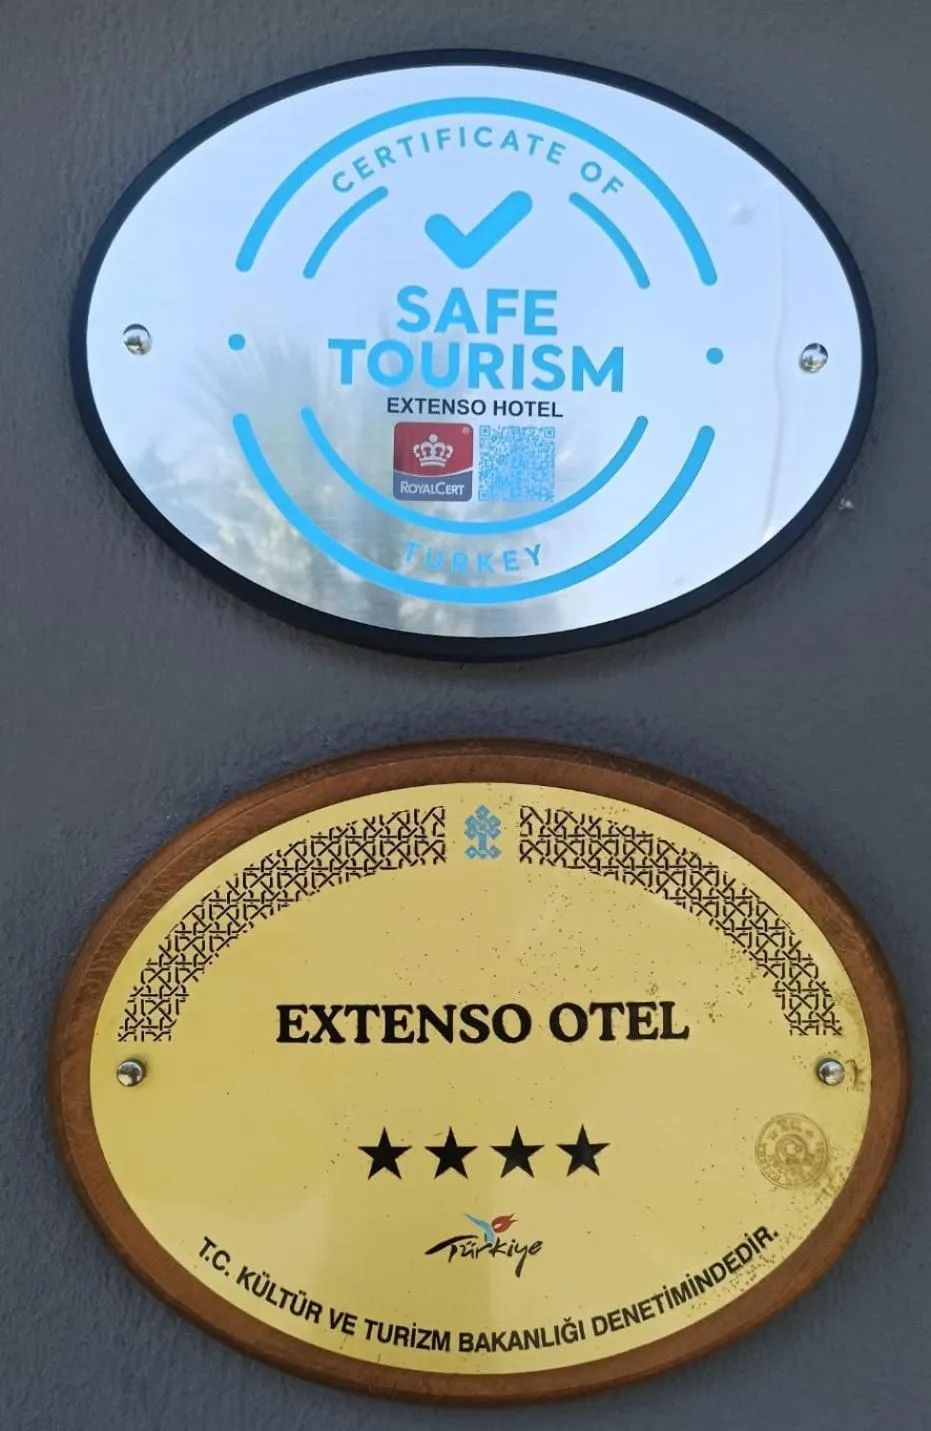 CERTIFICATE OF
SAFE
TOURISM
EXTENSO HOTEL
ROYALCERT
TURKEY
EXTENSO OTEL
Türkiye
T.C. KÜLTÜR VE TURİZM BAKANLIĞI DENETİMİNDEDİR.